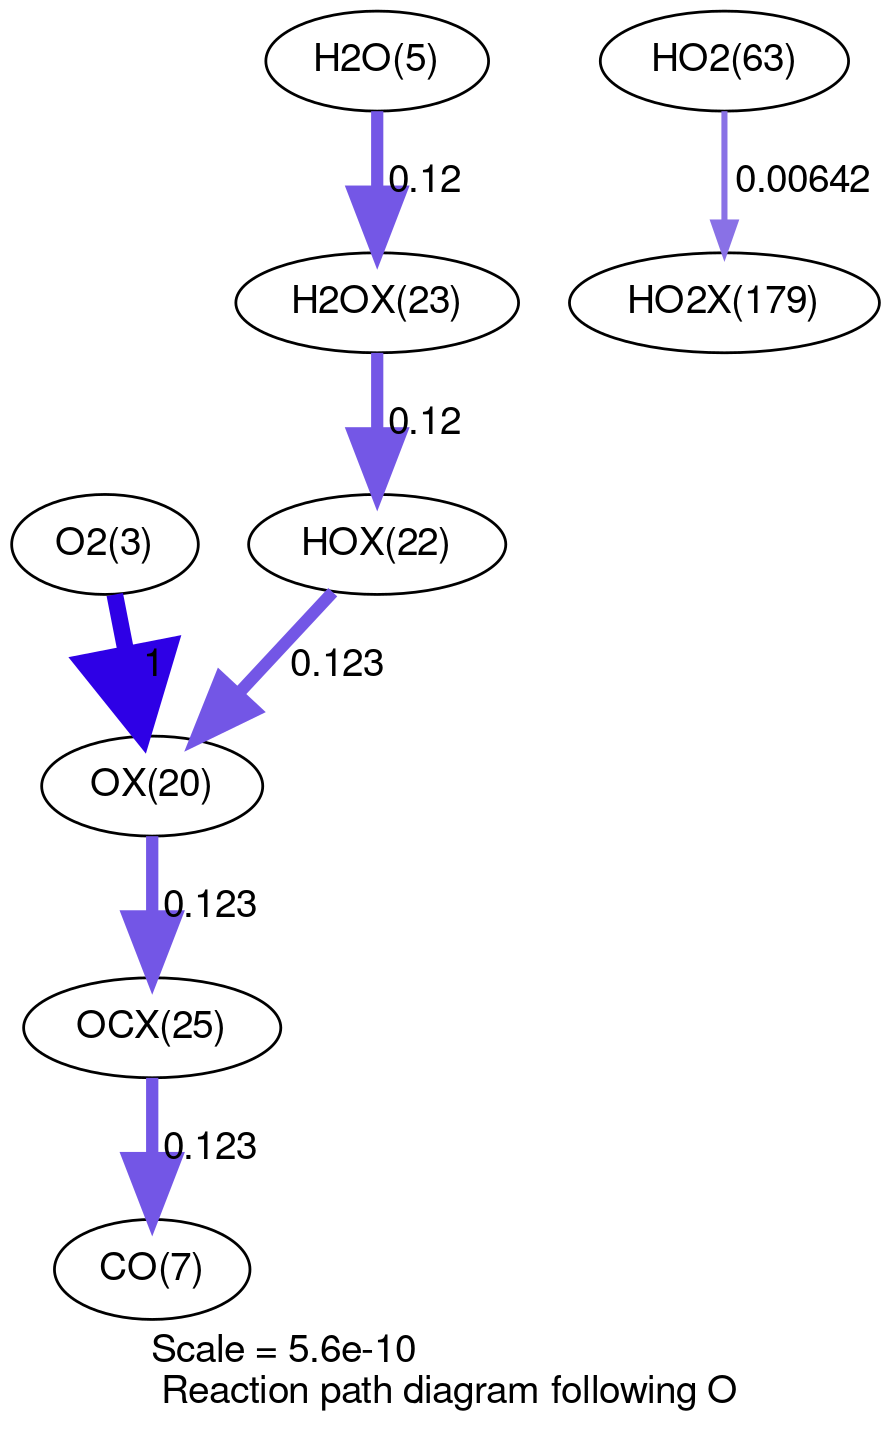 H2O(5)
HO2(63)
0.12
0.00642
H2OX(23)
HO2X(179)
0.12
O2(3)
HOX(22)
1
0.123
OX(20)
0.123
OCX(25)
0.123
CO(7)
Scale = 5.6e-10
Reaction path diagram following O